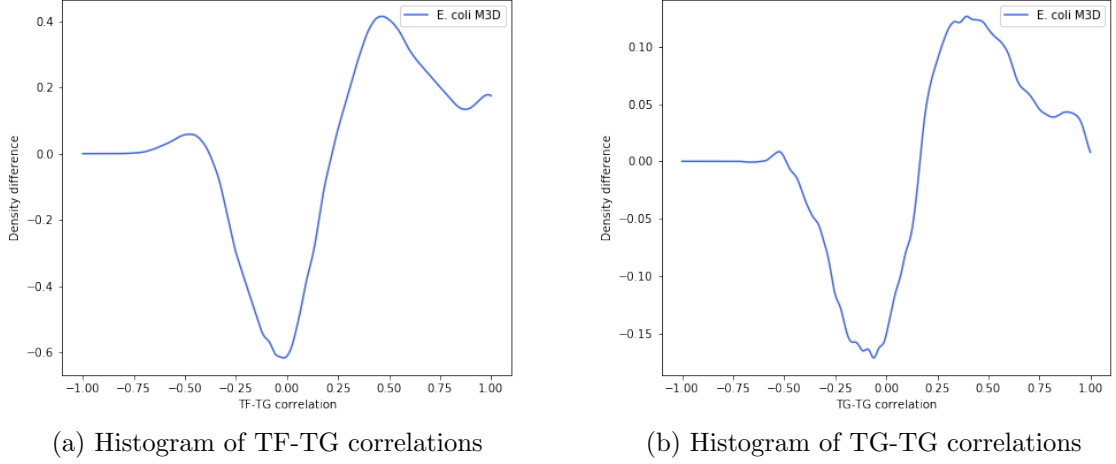 E. coli M3D
0.4
0.2
0.0
−0.2
−0.4
−0.6
Density difference
−1.00 −0.75 −0.50 −0.25 0.00 0.25 0.50 0.75 1.00
TF-TG correlation
(a) Histogram of TF-TG correlations
E. coli M3D
0.10
0.05
0.00
−0.05
−0.10
−0.15
Density difference
−1.00 −0.75 −0.50 −0.25 0.00 0.25 0.50 0.75 1.00
TG-TG correlation
(b) Histogram of TG-TG correlations